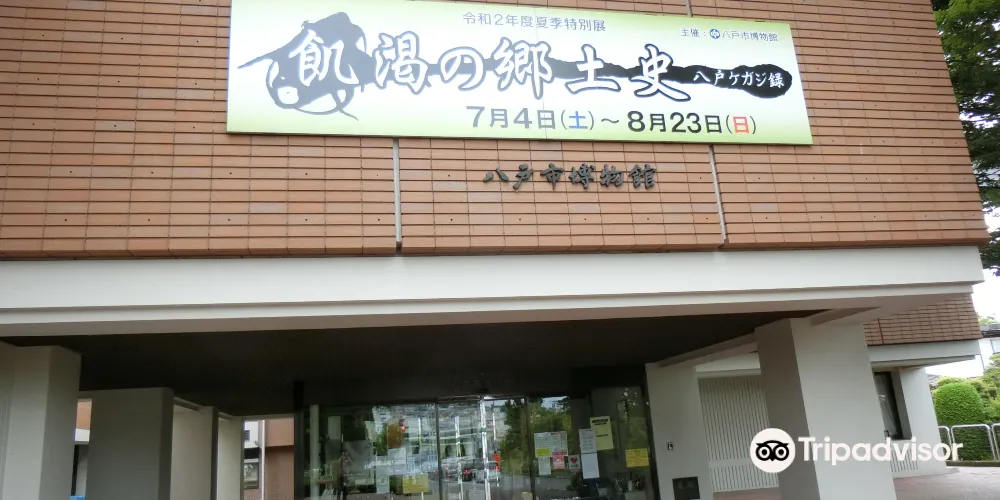 令和2年度夏季特別展
主催：八戸市博物館
飢渇の郷土史 八戸ケガジ録
7月4日(土)～8月23日(日)
八戸市博物館
Tripadvisor